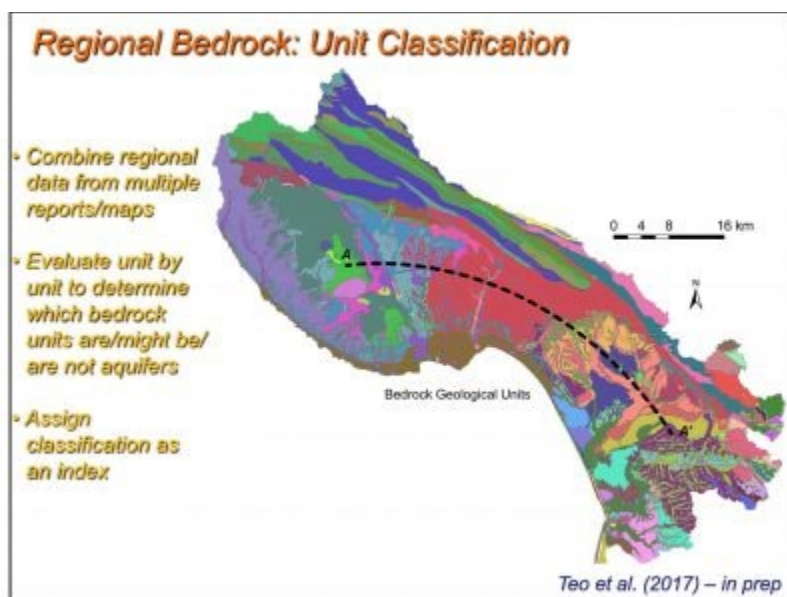 Regional Bedrock: Unit Classification
• Combine regional
data from multiple
reports/maps
• Evaluate unit by
unit to determine
which bedrock
units are/might be/
are not aquifers
• Assign
classification as
an index
0 4 8 16 km
N
A
A'
Bedrock Geological Units
Teo et al. (2017) – in prep